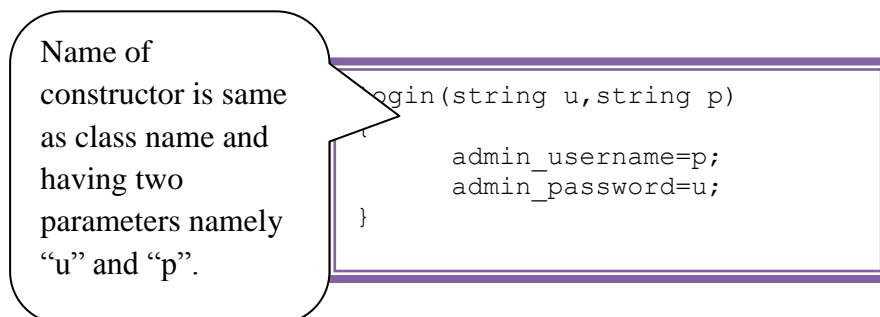 Name of
constructor is same
as class name and
having two
parameters namely
“u” and “p”.
ogin(string u,string p)
{
admin_username=p;
admin_password=u;
}